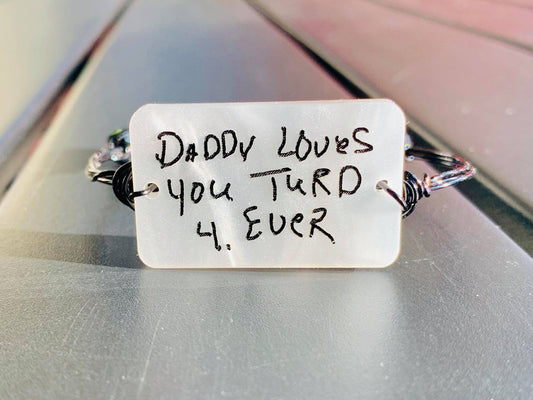 DADDY LOVeS
you TuRD
4. EVeR